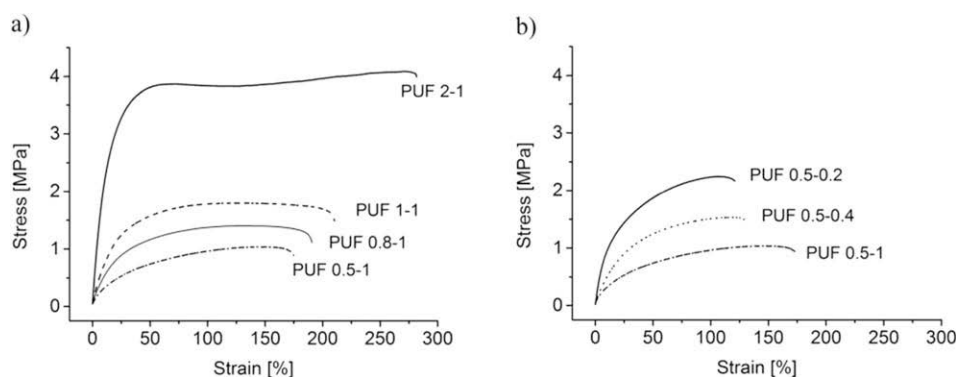 a)
Stress [MPa]
4
3
2
1
0
PUF 2-1
PUF 1-1
PUF 0.8-1
PUF 0.5-1
0 50 100 150 200 250 300
Strain [%]
b)
Stress [MPa]
4
3
2
1
0
PUF 0.5-0.2
PUF 0.5-0.4
PUF 0.5-1
0 50 100 150 200 250 300
Strain [%]